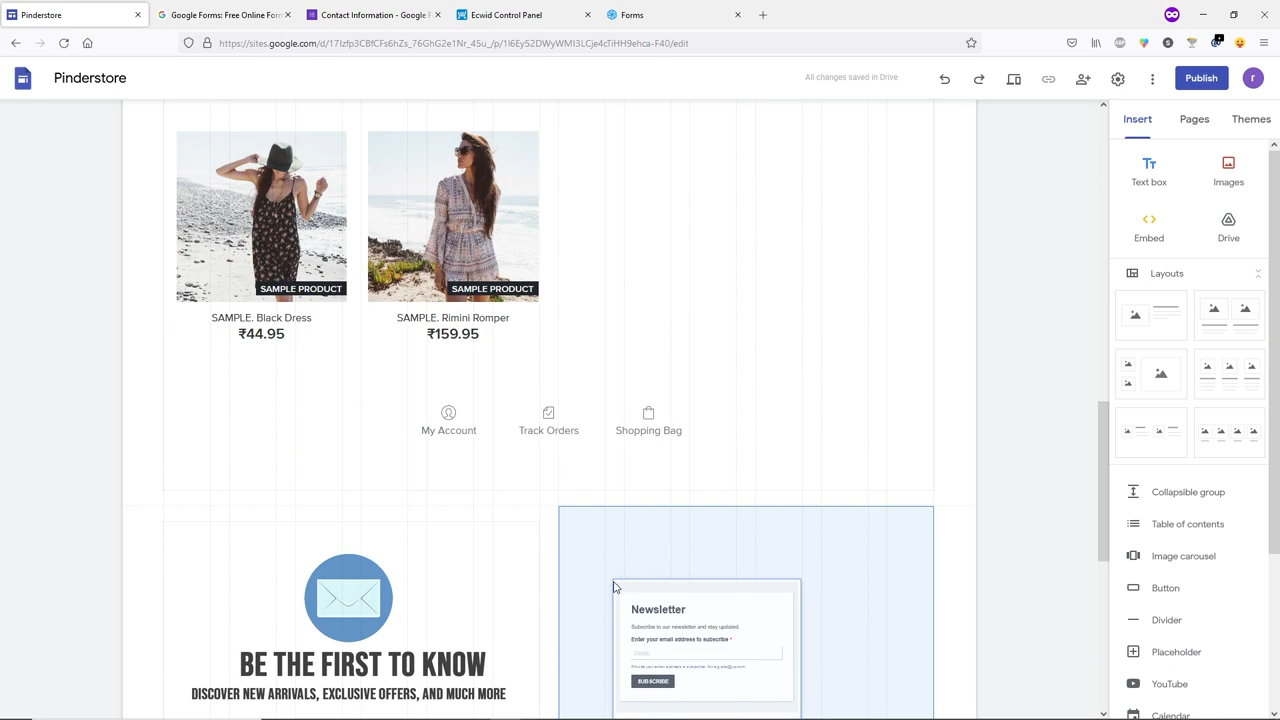 Pinderstore
Google Forms: Free Online For
Contact Information - Google F
Ecwid Control Panel
Forms
https://sites.google.com/d/17Izfp3CBfCFs6hZs_76GhG2e1Nr_45u_/p/1tEy52DWyWMI3LCje4cTiHH9ehca-F40/edit
Pinderstore
All changes saved in Drive
Publish
r
Insert
Pages
Themes
Text box
Images
Embed
Drive
Layouts
Collapsible group
Table of contents
Image carousel
Button
Divider
Placeholder
YouTube
Calendar
SAMPLE PRODUCT
SAMPLE PRODUCT
SAMPLE. Black Dress
SAMPLE. Rimini Romper
₹44.95
₹159.95
My Account
Track Orders
Shopping Bag
BE THE FIRST TO KNOW
DISCOVER NEW ARRIVALS, EXCLUSIVE OFFERS, AND MUCH MORE
Newsletter
Subscribe to our newsletter and stay updated.
Enter your email address to subscribe *
EMAIL
SUBSCRIBE